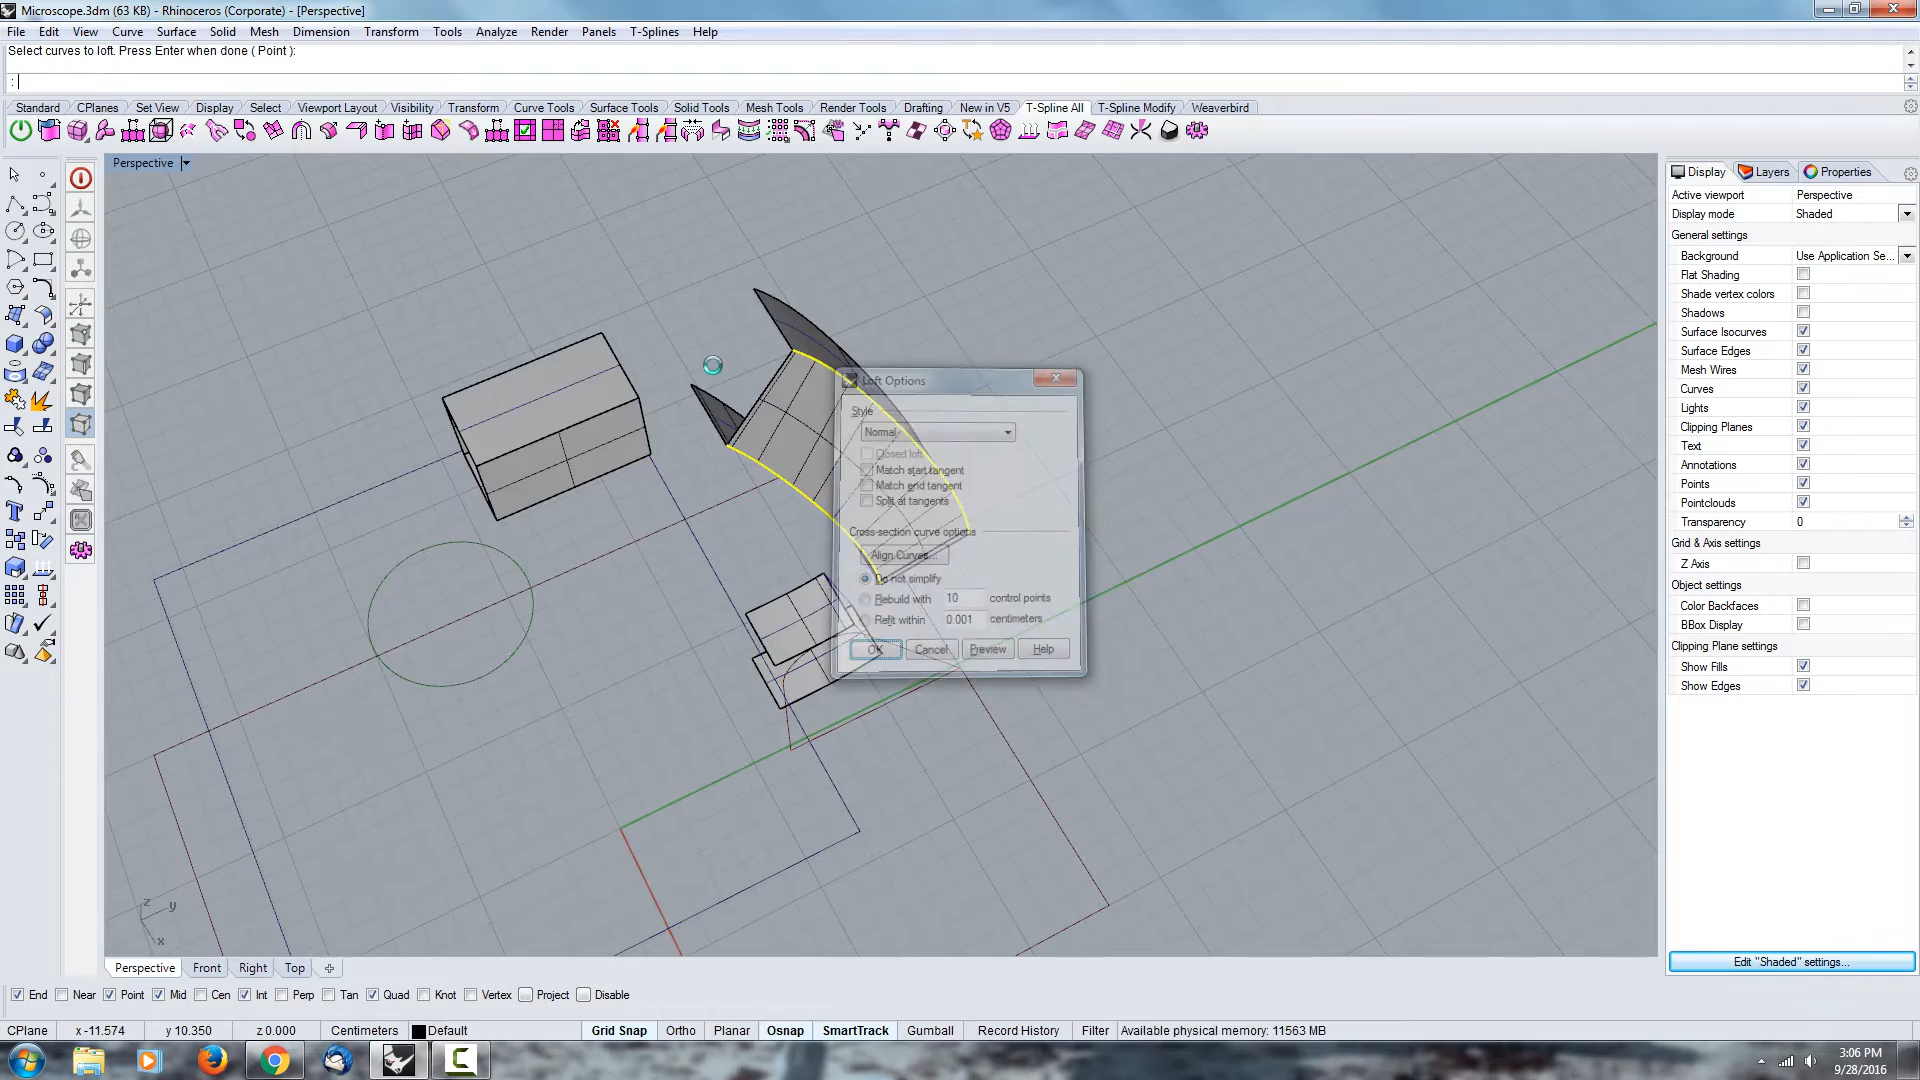 Microscope.3dm (63 KB) - Rhinoceros (Corporate) - [Perspective]
File Edit View Curve Surface Solid Mesh Dimension Transform Tools Analyze Render Panels T-Splines Help
Select curves to loft. Press Enter when done ( Point ):
:
Standard CPlanes Set View Display Select Viewport Layout Visibility Transform Curve Tools Surface Tools Solid Tools Mesh Tools Render Tools Drafting New in V5 T-Spline All T-Spline Modify Weaverbird
Perspective
Display Layers Properties
Active viewport Perspective
Display mode Shaded
General settings
Background Use Application Se...
Flat Shading
Shade vertex colors
Shadows
Surface Isocurves
Surface Edges
Mesh Wires
Curves
Lights
Clipping Planes
Text
Annotations
Points
Pointclouds
Transparency 0
Grid & Axis settings
Z Axis
Object settings
Color Backfaces
BBox Display
Clipping Plane settings
Show Fills
Show Edges
Edit "Shaded" settings...
Loft Options
Style
Normal
Closed loft
Match start tangent
Match end tangent
Split at tangents
Cross-section curve options
Align Curves...
Do not simplify
Rebuild with 10 control points
Refit within 0.001 centimeters
OK Cancel Preview Help
z y x
Perspective Front Right Top
End Near Point Mid Cen Int Perp Tan Quad Knot Vertex Project Disable
CPlane x -11.574 y 10.350 z 0.000 Centimeters Default Grid Snap Ortho Planar Osnap SmartTrack Gumball Record History Filter Available physical memory: 11563 MB
3:06 PM
9/28/2016